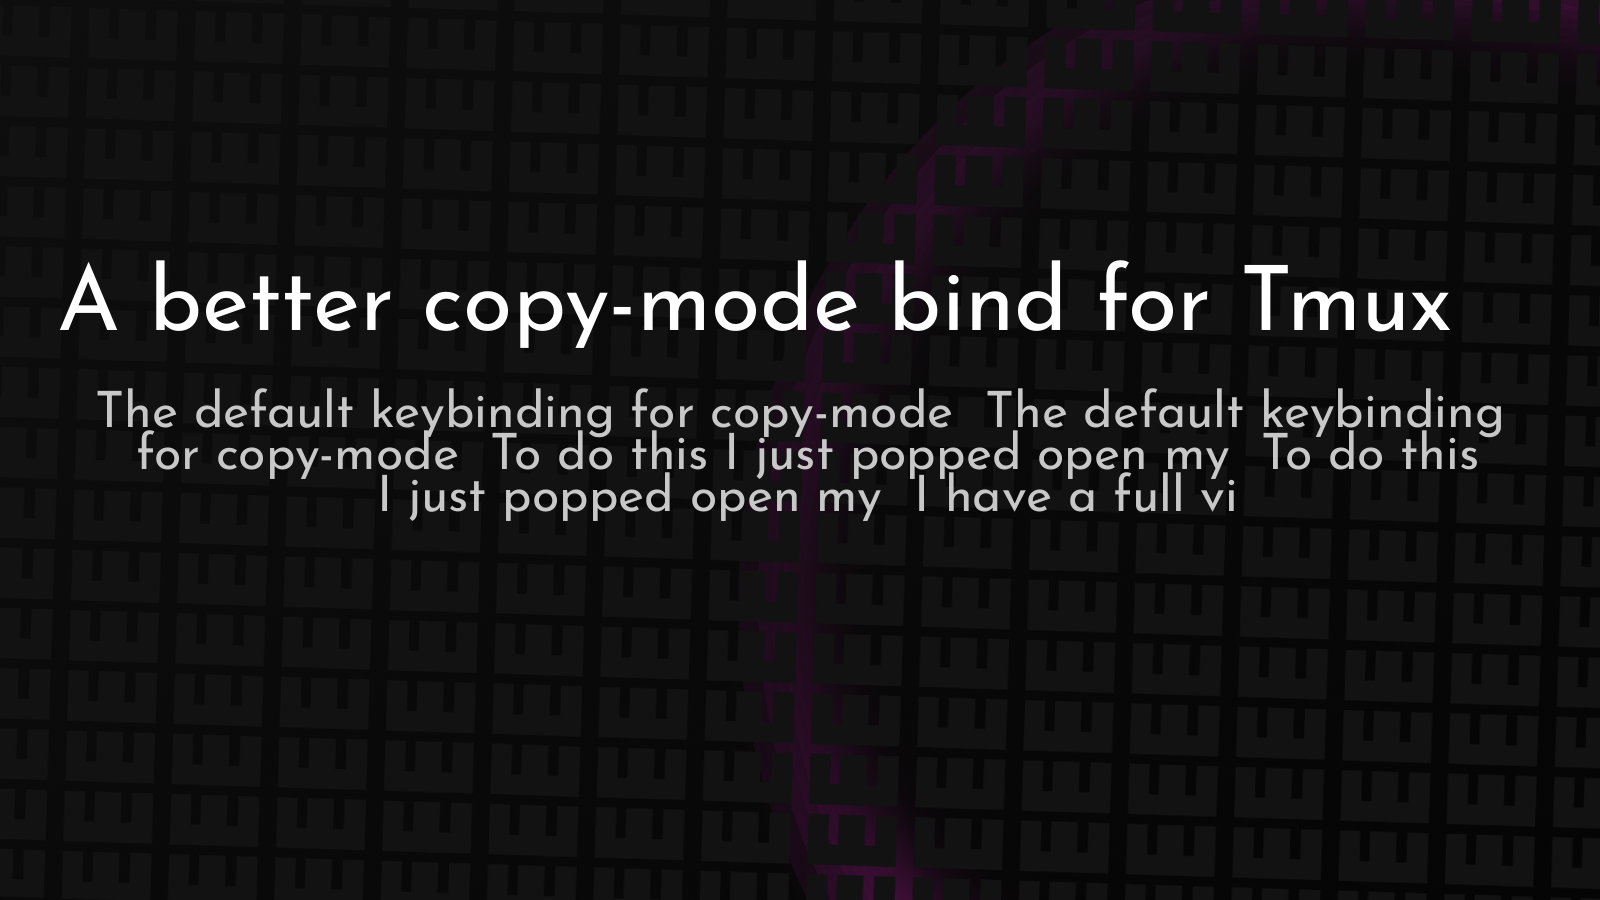 A better copy-mode bind for Tmux
The default keybinding for copy-mode  The default keybinding
for copy-mode  To do this I just popped open my  To do this
I just popped open my  I have a full vi